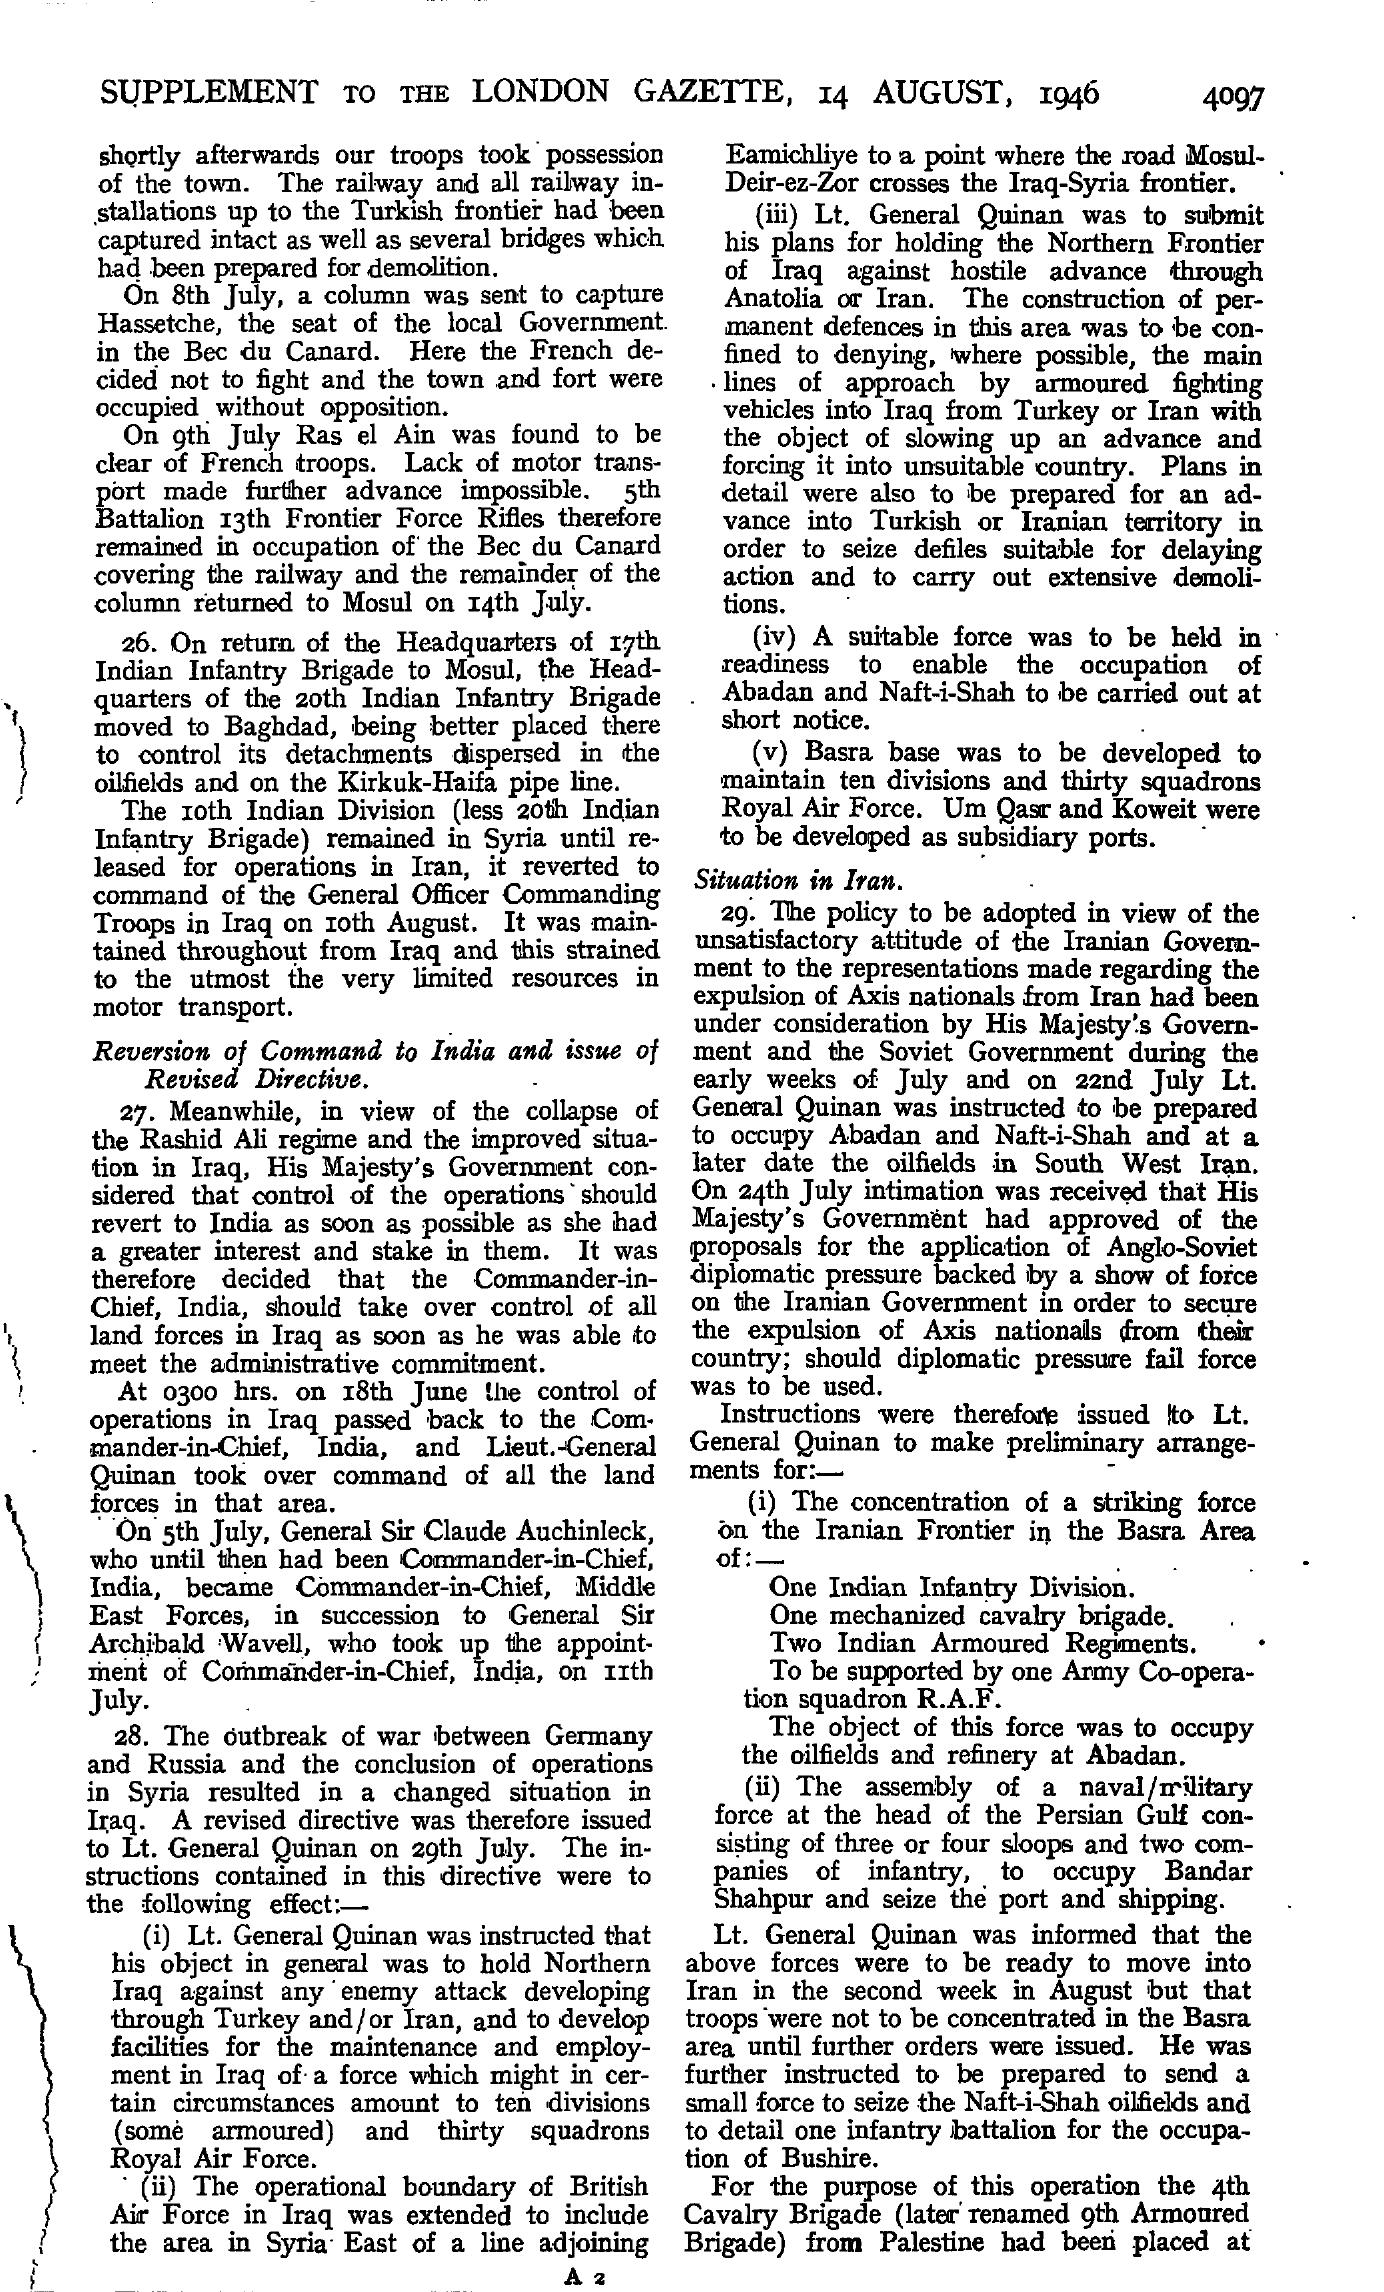 SUPPLEMENT TO THE LONDON GAZETTE, 14 AUGUST, 1946 4097
shortly afterwards our troops took possession
of the town. The railway and all railway in-
stallations up to the Turkish frontier had been
captured intact as well as several bridges which
had been prepared for demolition.
On 8th July, a column was sent to capture
Hassetche, the seat of the local Government
in the Bec du Canard. Here the French de-
cided not to fight and the town and fort were
occupied without opposition.
On 9th July Ras el Ain was found to be
clear of French troops. Lack of motor trans-
port made further advance impossible. 5th
Battalion 13th Frontier Force Rifles therefore
remained in occupation of the Bec du Canard
covering the railway and the remainder of the
column returned to Mosul on 14th July.
26. On return of the Headquarters of 17th
Indian Infantry Brigade to Mosul, the Head-
quarters of the 20th Indian Infantry Brigade
moved to Baghdad, being better placed there
to control its detachments dispersed in the
oilfields and on the Kirkuk-Haifa pipe line.
The 10th Indian Division (less 20th Indian
Infantry Brigade) remained in Syria until re-
leased for operations in Iran, it reverted to
command of the General Officer Commanding
Troops in Iraq on 10th August. It was main-
tained throughout from Iraq and this strained
to the utmost the very limited resources in
motor transport.
Reversion of Command to India and issue of
Revised Directive.
27. Meanwhile, in view of the collapse of
the Rashid Ali regime and the improved situa-
tion in Iraq, His Majesty's Government con-
sidered that control of the operations should
revert to India as soon as possible as she had
a greater interest and stake in them. It was
therefore decided that the Commander-in-
Chief, India, should take over control of all
land forces in Iraq as soon as he was able to
meet the administrative commitment.
At 0300 hrs. on 18th June the control of
operations in Iraq passed back to the Com-
mander-in-Chief, India, and Lieut.-General
Quinan took over command of all the land
forces in that area.
On 5th July, General Sir Claude Auchinleck,
who until then had been Commander-in-Chief,
India, became Commander-in-Chief, Middle
East Forces, in succession to General Sir
Archibald Wavell, who took up the appoint-
ment of Commander-in-Chief, India, on 11th
July.
28. The outbreak of war between Germany
and Russia and the conclusion of operations
in Syria resulted in a changed situation in
Iraq. A revised directive was therefore issued
to Lt. General Quinan on 29th July. The in-
structions contained in this directive were to
the following effect:—
(i) Lt. General Quinan was instructed that
his object in general was to hold Northern
Iraq against any enemy attack developing
through Turkey and/or Iran, and to develop
facilities for the maintenance and employ-
ment in Iraq of a force which might in cer-
tain circumstances amount to ten divisions
(some armoured) and thirty squadrons
Royal Air Force.
(ii) The operational boundary of British
Air Force in Iraq was extended to include
the area in Syria East of a line adjoining
Eamichliye to a point where the road Mosul-
Deir-ez-Zor crosses the Iraq-Syria frontier.
(iii) Lt. General Quinan was to submit
his plans for holding the Northern Frontier
of Iraq against hostile advance through
Anatolia or Iran. The construction of per-
manent defences in this area was to be con-
fined to denying, where possible, the main
lines of approach by armoured fighting
vehicles into Iraq from Turkey or Iran with
the object of slowing up an advance and
forcing it into unsuitable country. Plans in
detail were also to be prepared for an ad-
vance into Turkish or Iranian territory in
order to seize defiles suitable for delaying
action and to carry out extensive demoli-
tions.
(iv) A suitable force was to be held in
readiness to enable the occupation of
Abadan and Naft-i-Shah to be carried out at
short notice.
(v) Basra base was to be developed to
maintain ten divisions and thirty squadrons
Royal Air Force. Um Qasr and Koweit were
to be developed as subsidiary ports.
Situation in Iran.
29. The policy to be adopted in view of the
unsatisfactory attitude of the Iranian Govern-
ment to the representations made regarding the
expulsion of Axis nationals from Iran had been
under consideration by His Majesty's Govern-
ment and the Soviet Government during the
early weeks of July and on 22nd July Lt.
General Quinan was instructed to be prepared
to occupy Abadan and Naft-i-Shah and at a
later date the oilfields in South West Iran.
On 24th July intimation was received that His
Majesty's Government had approved of the
proposals for the application of Anglo-Soviet
diplomatic pressure backed by a show of force
on the Iranian Government in order to secure
the expulsion of Axis nationals from their
country; should diplomatic pressure fail force
was to be used.
Instructions were therefore issued to Lt.
General Quinan to make preliminary arrange-
ments for:—
(i) The concentration of a striking force
on the Iranian Frontier in the Basra Area
of:—
One Indian Infantry Division.
One mechanized cavalry brigade.
Two Indian Armoured Regiments.
To be supported by one Army Co-opera-
tion squadron R.A.F.
The object of this force was to occupy
the oilfields and refinery at Abadan.
(ii) The assembly of a naval/military
force at the head of the Persian Gulf con-
sisting of three or four sloops and two com-
panies of infantry, to occupy Bandar
Shahpur and seize the port and shipping.
Lt. General Quinan was informed that the
above forces were to be ready to move into
Iran in the second week in August but that
troops were not to be concentrated in the Basra
area until further orders were issued. He was
further instructed to be prepared to send a
small force to seize the Naft-i-Shah oilfields and
to detail one infantry battalion for the occupa-
tion of Bushire.
For the purpose of this operation the 4th
Cavalry Brigade (later renamed 9th Armoured
Brigade) from Palestine had been placed at
A 2